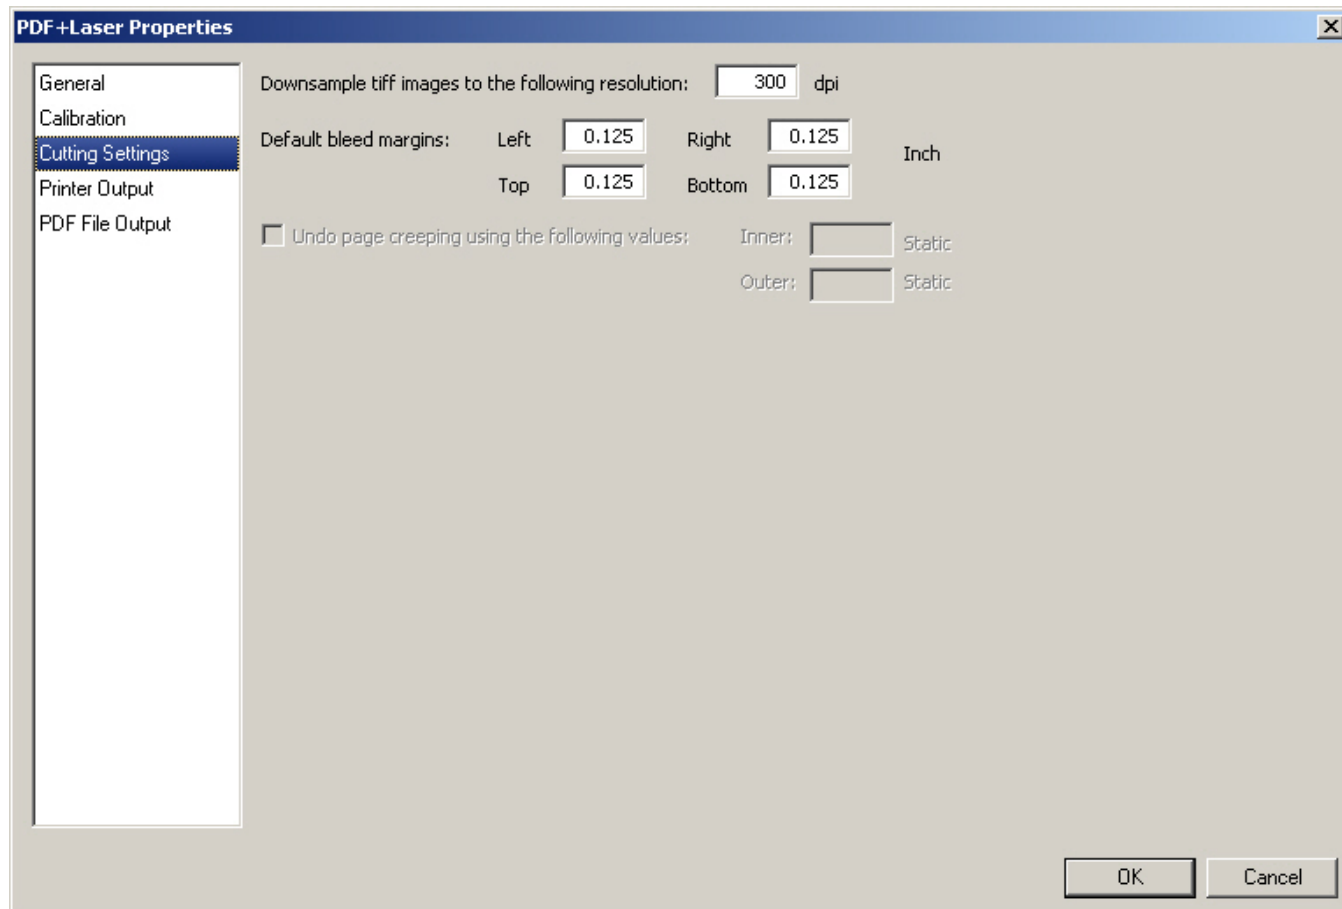 PDF+Laser Properties
General
Calibration
Cutting Settings
Printer Output
PDF File Output
Downsample tiff images to the following resolution: 300 dpi
Default bleed margins: Left 0.125 Right 0.125
Inch
Top 0.125 Bottom 0.125
Undo page creeping using the following values: Inner: Static
Outer: Static
OK Cancel